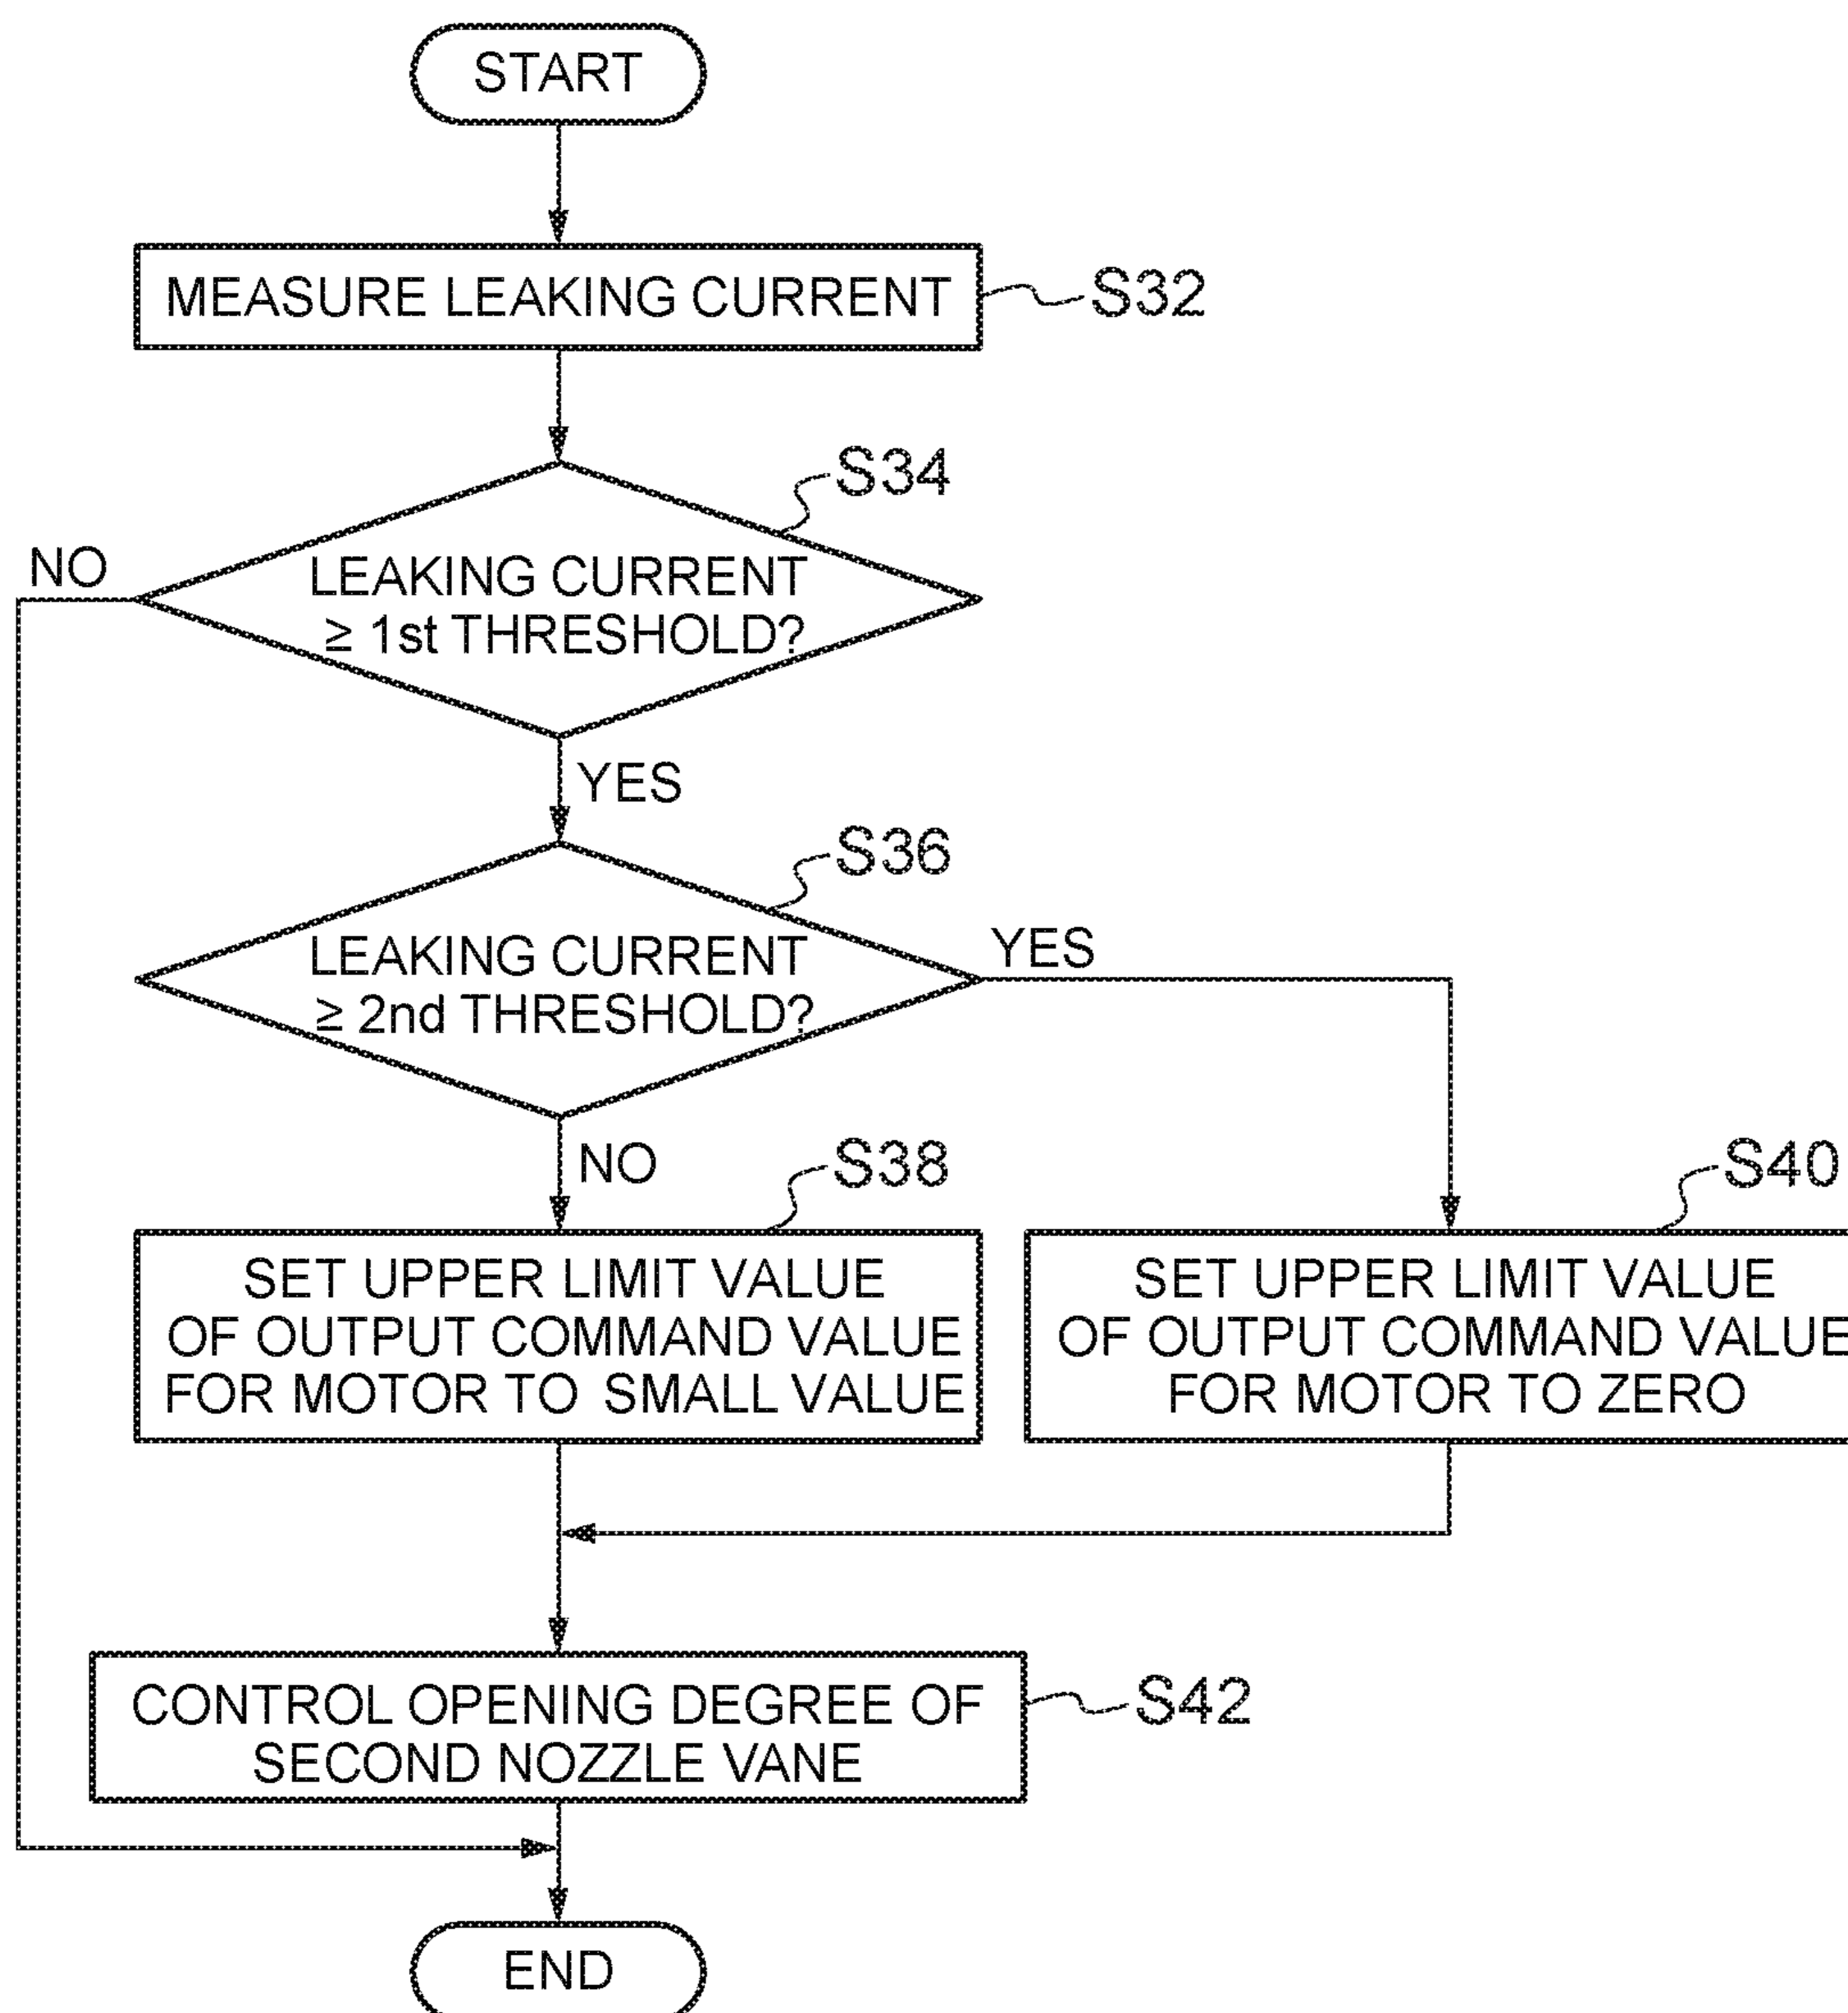 START
MEASURE LEAKING CURRENT
S32
S34
NO
LEAKING CURRENT
≥ 1st THRESHOLD?
YES
S36
LEAKING CURRENT
≥ 2nd THRESHOLD?
YES
NO
S38
S40
SET UPPER LIMIT VALUE
OF OUTPUT COMMAND VALUE
FOR MOTOR TO SMALL VALUE
SET UPPER LIMIT VALUE
OF OUTPUT COMMAND VALUE
FOR MOTOR TO ZERO
CONTROL OPENING DEGREE OF
SECOND NOZZLE VANE
S42
END